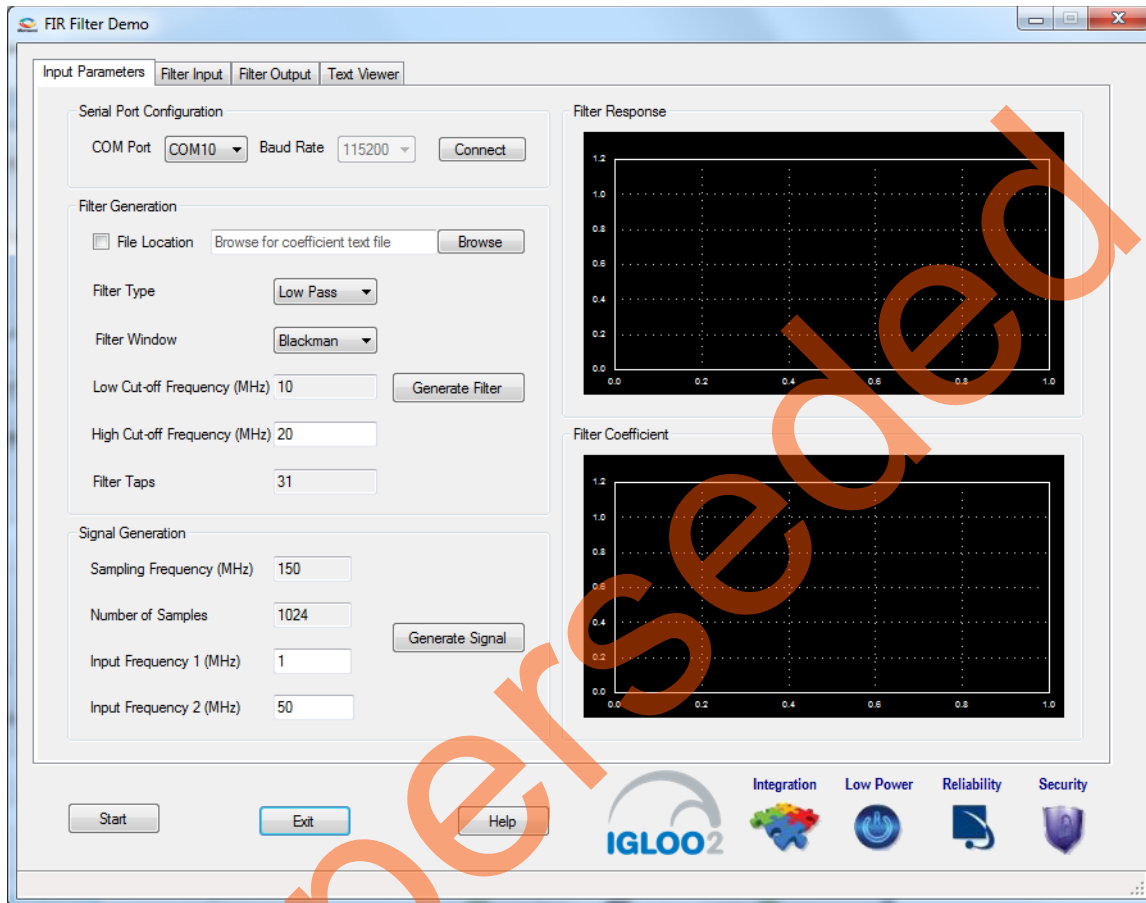 FIR Filter Demo
Input Parameters Filter Input Filter Output Text Viewer
Serial Port Configuration
COM Port COM10 Baud Rate 115200 Connect
Filter Generation
File Location Browse for coefficient text file Browse
Filter Type Low Pass
Filter Window Blackman
Low Cut-off Frequency (MHz) 10 Generate Filter
High Cut-off Frequency (MHz) 20
Filter Taps 31
Signal Generation
Sampling Frequency (MHz) 150
Number of Samples 1024
Generate Signal
Input Frequency 1 (MHz) 1
Input Frequency 2 (MHz) 50
Filter Response
1.2
1.0
0.8
0.6
0.4
0.2
0.0
0.0 0.2 0.4 0.6 0.8 1.0
Filter Coefficient
1.2
1.0
0.8
0.6
0.4
0.2
0.0
0.0 0.2 0.4 0.6 0.8 1.0
Start Exit Help
IGLOO2
Integration Low Power Reliability Security
perseded